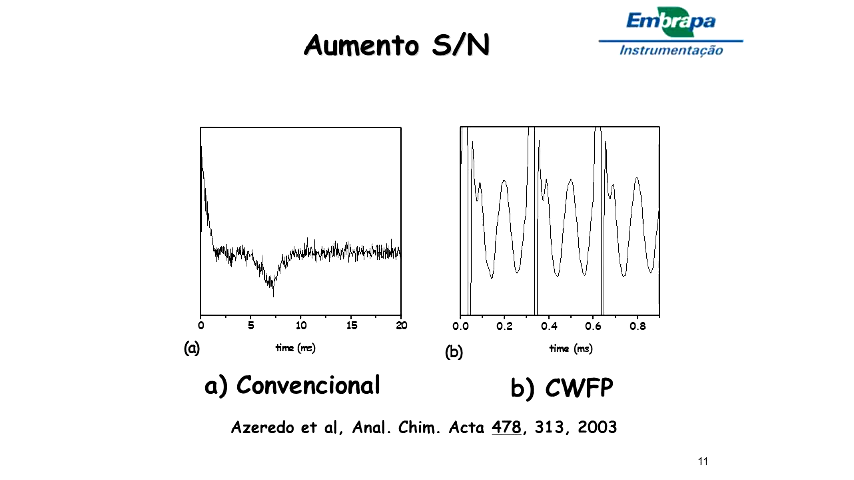 Aumento S/N
Embrapa
Instrumentação
0 5 10 15 20
time (ms)
(a)
0.0 0.2 0.4 0.6 0.8
time (ms)
(b)
a) Convencional
b) CWFP
Azeredo et al, Anal. Chim. Acta 478, 313, 2003
11